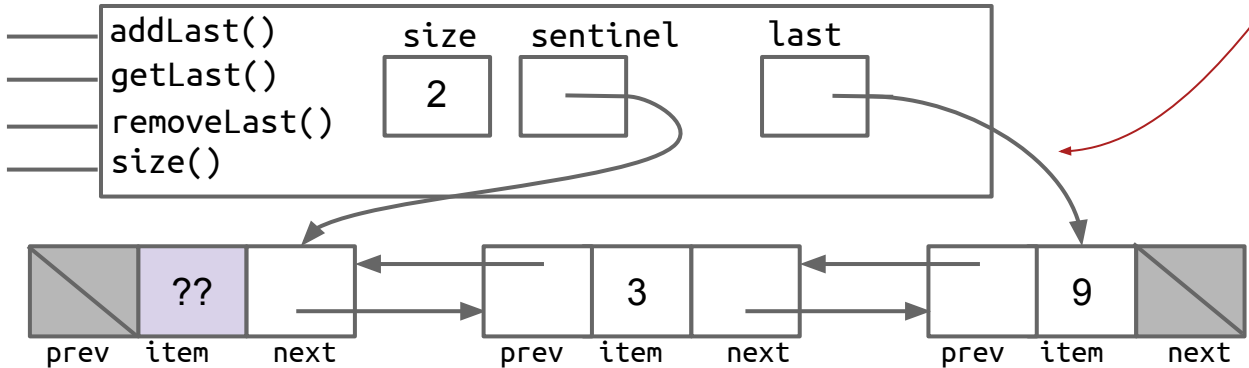 addLast()
getLast()
removeLast()
size()
size sentinel last
2
?? 3 9
prev item next prev item next prev item next